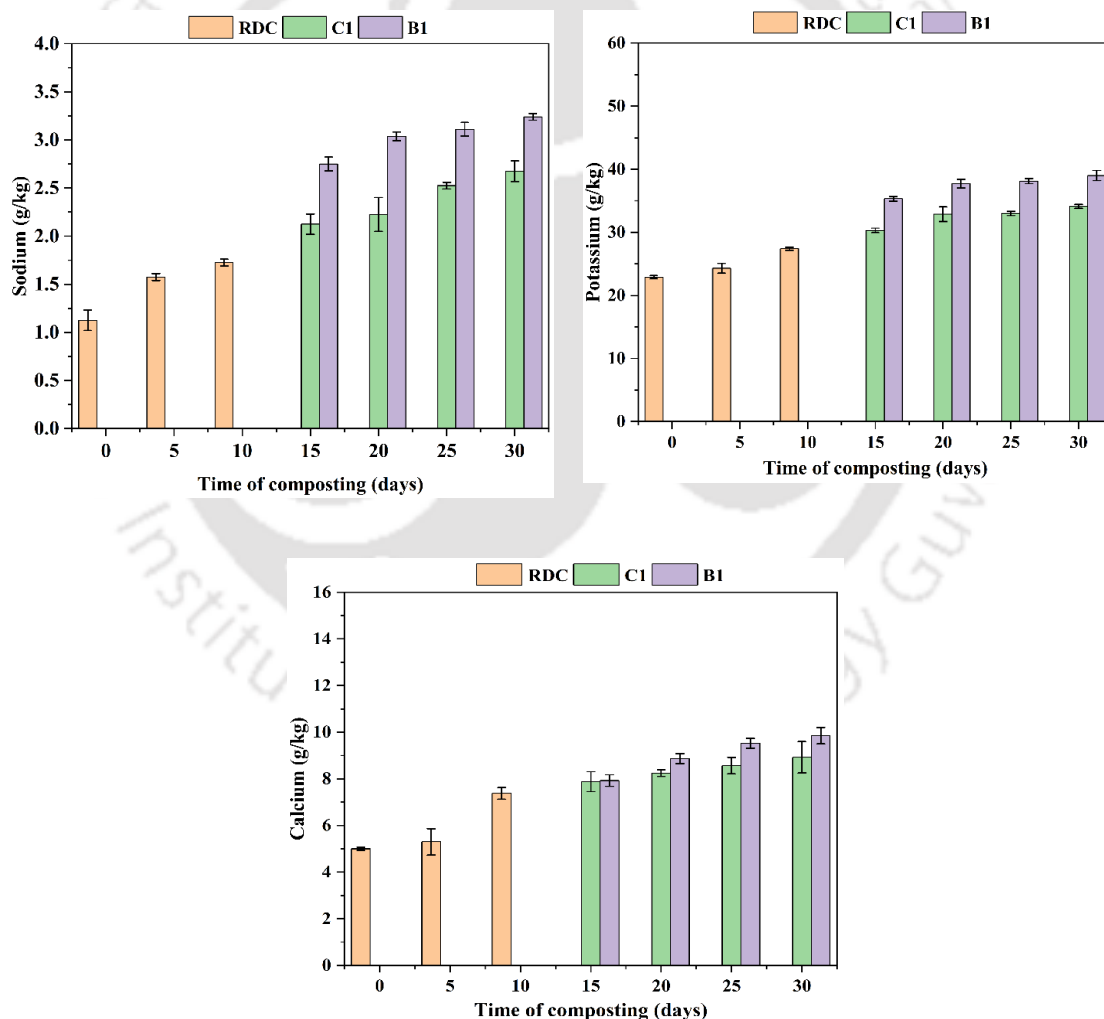 RDC C1 B1
4.0
3.5
3.0
2.5
2.0
1.5
1.0
0.5
0.0
Sodium (g/kg)
0 5 10 15 20 25 30
Time of composting (days)
RDC C1 B1
60
50
40
30
20
10
0
Potassium (g/kg)
0 5 10 15 20 25 30
Time of composting (days)
RDC C1 B1
16
14
12
10
8
6
4
2
0
Calcium (g/kg)
0 5 10 15 20 25 30
Time of composting (days)